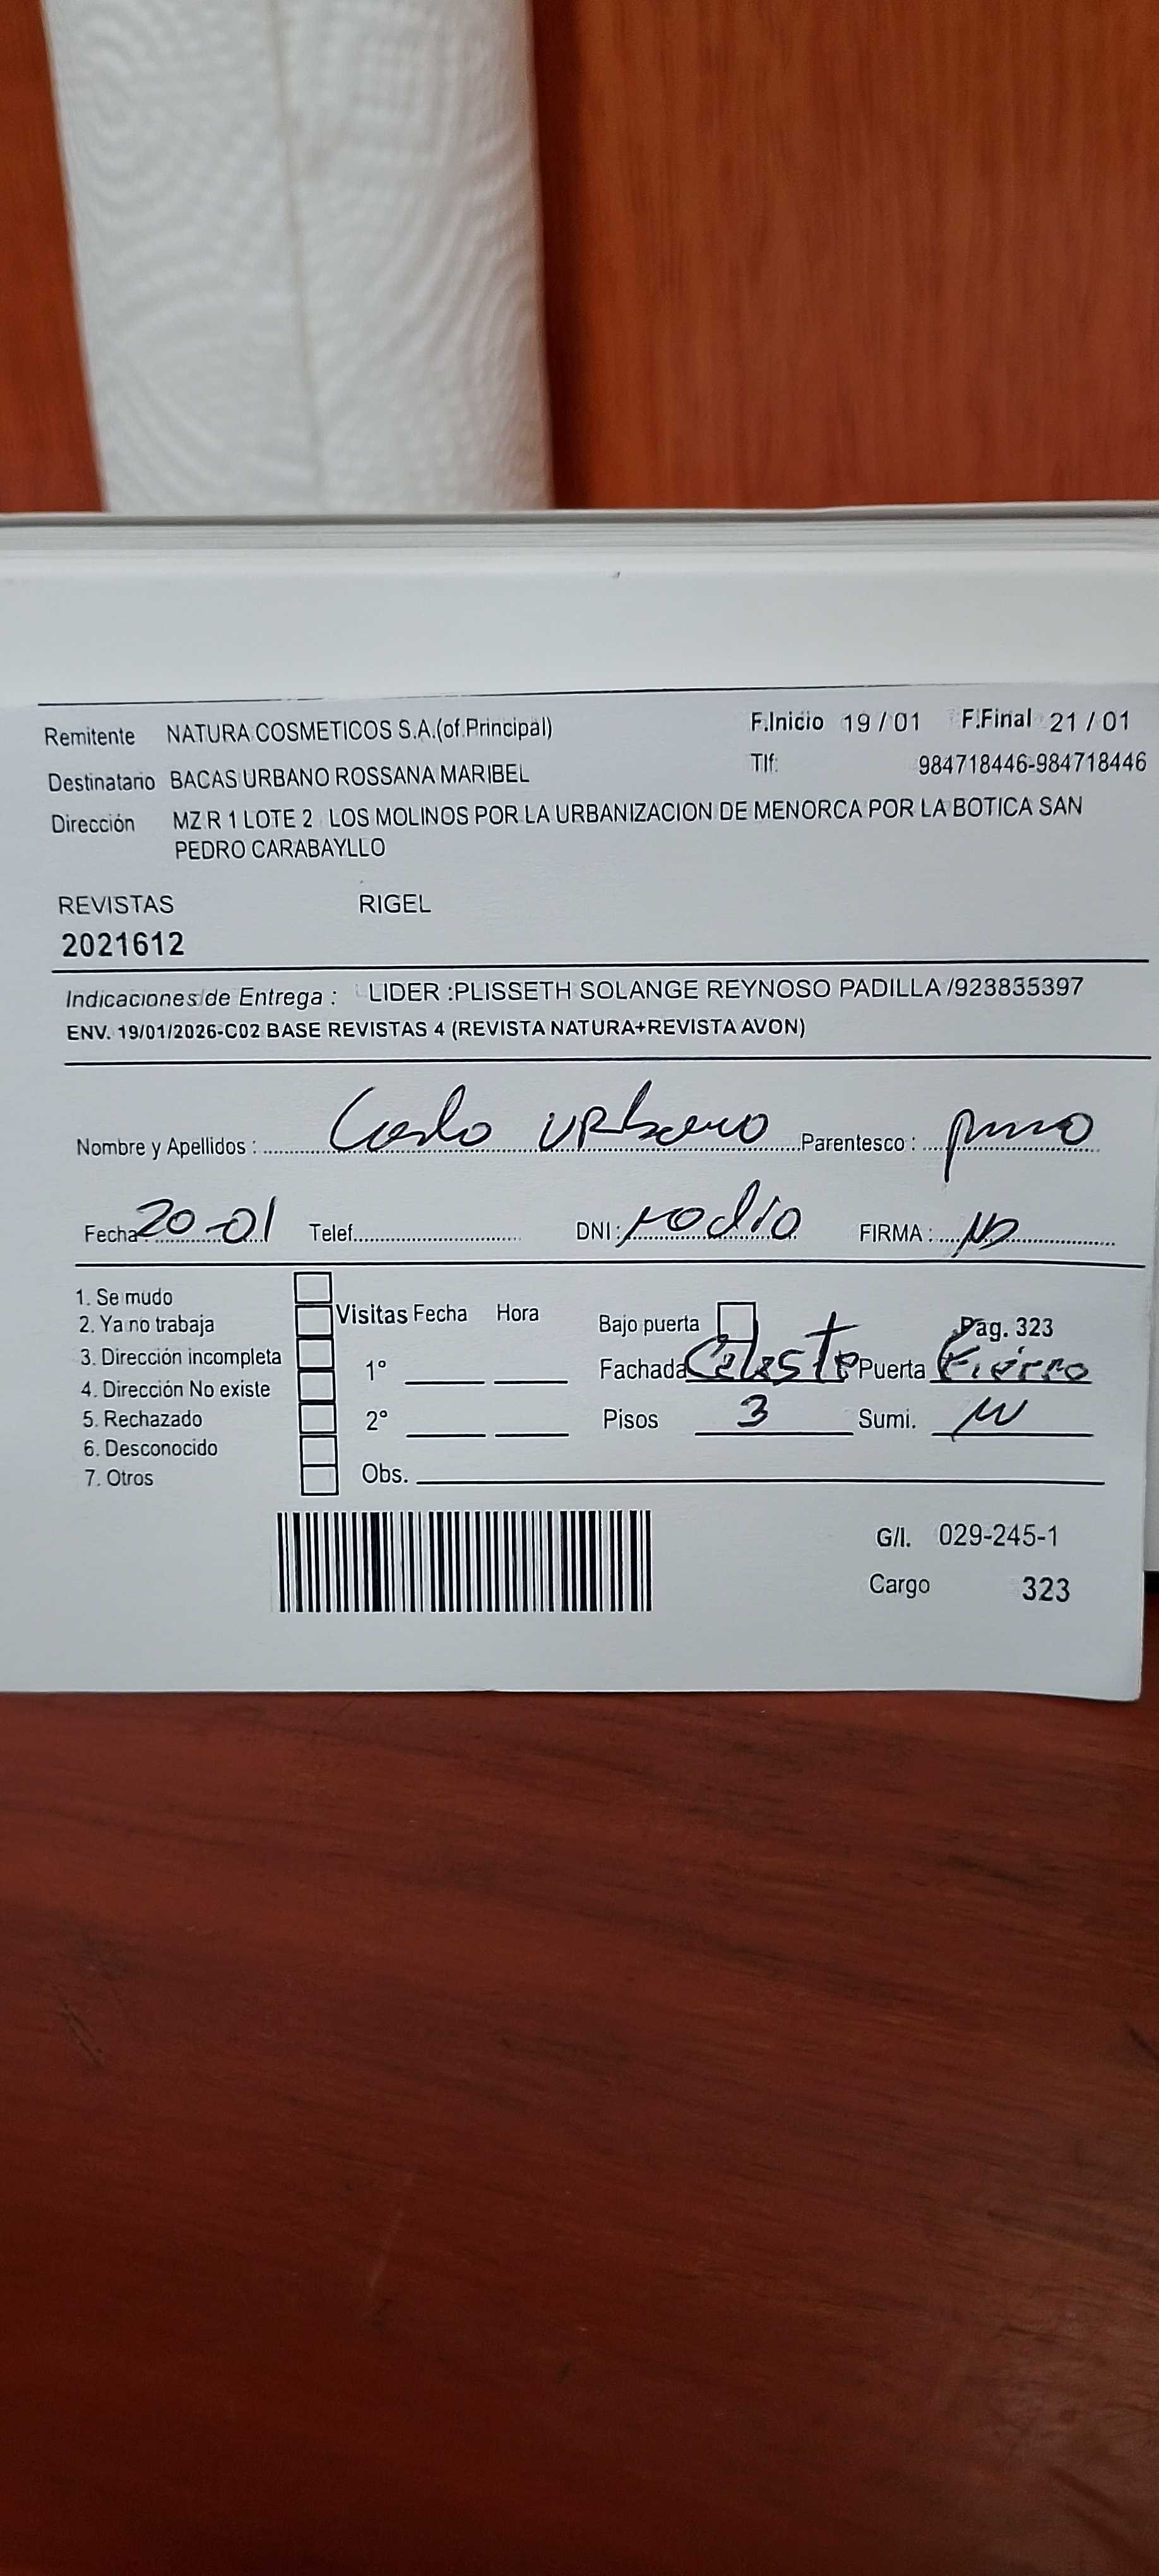 Remitente NATURA COSMETICOS S.A.(of.Principal) F.Inicio 19 / 01 F.Final 21 / 01
Destinatario BACAS URBANO ROSSANA MARIBEL Tlf: 984718446-984718446
Dirección MZ R 1 LOTE 2 LOS MOLINOS POR LA URBANIZACION DE MENORCA POR LA BOTICA SAN
PEDRO CARABAYLLO
REVISTAS RIGEL
2021612
Indicaciones de Entrega : LIDER :PLISSETH SOLANGE REYNOSO PADILLA /923835397
ENV. 19/01/2026-C02 BASE REVISTAS 4 (REVISTA NATURA+REVISTA AVON)
Nombre y Apellidos : Carlo URbano Parentesco : primo
Fecha: 20-01 Telef. DNI: no dio FIRMA :
1. Se mudo
2. Ya no trabaja
3. Dirección incompleta
4. Dirección No existe
5. Rechazado
6. Desconocido
7. Otros
Visitas Fecha Hora
1°
2°
Obs.
Bajo puerta Pag. 323
Fachada Celeste Puerta Fierro
Pisos 3 Sumi.
G/l. 029-245-1
Cargo 323